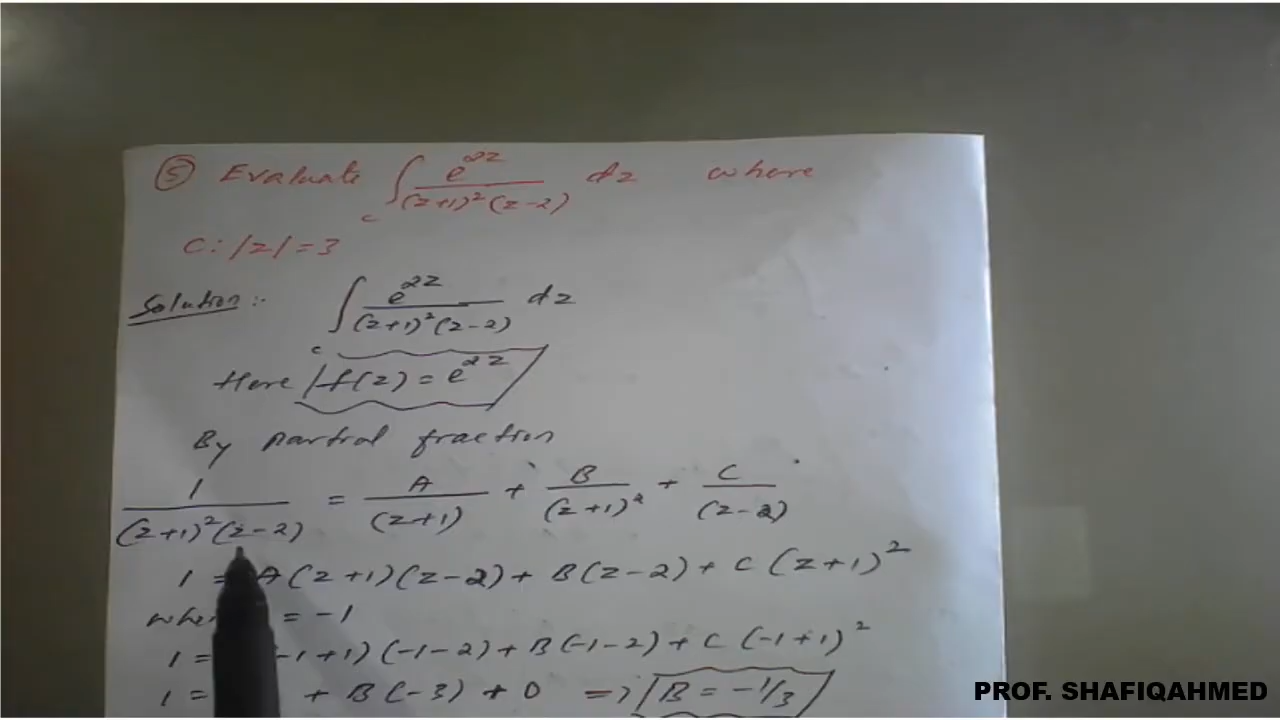 ⑤ Evaluate ∫_C e^{2z}/((z+1)²(z-2)) dz where
C: |z| = 3
Solution :- ∫_C e^{2z}/((z+1)²(z-2)) dz
Here f(z) = e^{2z}
By partial fraction
1/((z+1)²(z-2)) = A/(z+1) + B/(z+1)² + C/(z-2)
1 = A(z+1)(z-2) + B(z-2) + C(z+1)²
= -1
1 = -1+1)(-1-2) + B(-1-2) + C(-1+1)²
1 = + B(-3) + 0 => B = -1/3
PROF. SHAFIQAHMED